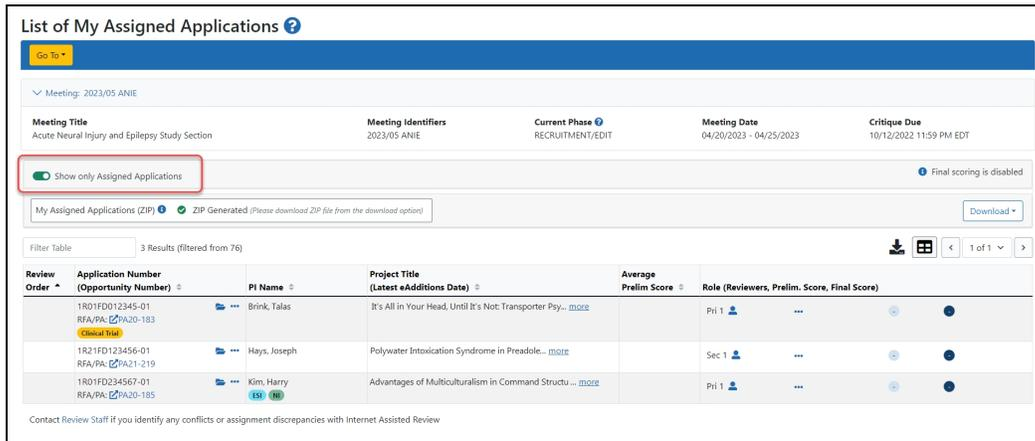 List of My Assigned Applications ?
Go To
Meeting: 2023/05 ANIE
Meeting Title Meeting Identifiers Current Phase ? Meeting Date Critique Due
Acute Neural Injury and Epilepsy Study Section 2023/05 ANIE RECRUITMENT/EDIT 04/20/2023 - 04/25/2023 10/12/2022 11:59 PM EDT
Show only Assigned Applications i Final scoring is disabled
My Assigned Applications (ZIP) i ZIP Generated (Please download ZIP file from the download option) Download
Filter Table 3 Results (filtered from 76) < 1 of 1 >
Review Application Number Project Title Average
Order (Opportunity Number) PI Name (Latest eAdditions Date) Prelim Score Role (Reviewers, Prelim. Score, Final Score)
1R01FD012345-01 ••• Brink, Talas It's All in Your Head, Until It's Not: Transporter Psy... more Pri 1 ••• - -
RFA/PA: PA20-183
Clinical Trial
1R21FD123456-01 ••• Hays, Joseph Polywater Intoxication Syndrome in Preadole... more Sec 1 ••• - -
RFA/PA: PA21-219
1R01FD234567-01 ••• Kim, Harry Advantages of Multiculturalism in Command Structu ... more Pri 1 ••• - -
RFA/PA: PA20-185 ESI NI
Contact Review Staff if you identify any conflicts or assignment discrepancies with Internet Assisted Review